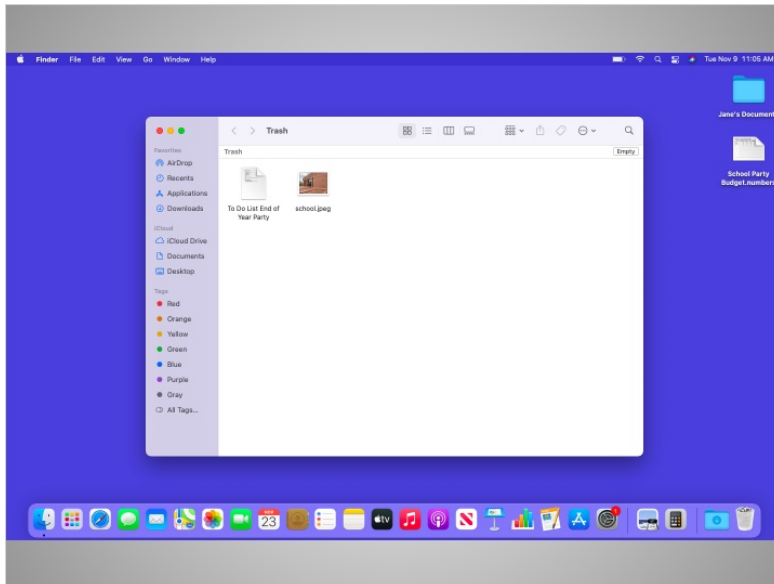 Finder File Edit View Go Window Help
Tue Nov 9 11:05 AM
Jane's Document
School Party
Budget.numbers
Trash
Favorites
AirDrop
Recents
Applications
Downloads
iCloud
iCloud Drive
Documents
Desktop
Tags
Red
Orange
Yellow
Green
Blue
Purple
Gray
All Tags...
Trash
Empty
To Do List End of
Year Party
school.jpeg
NOV
23
tv